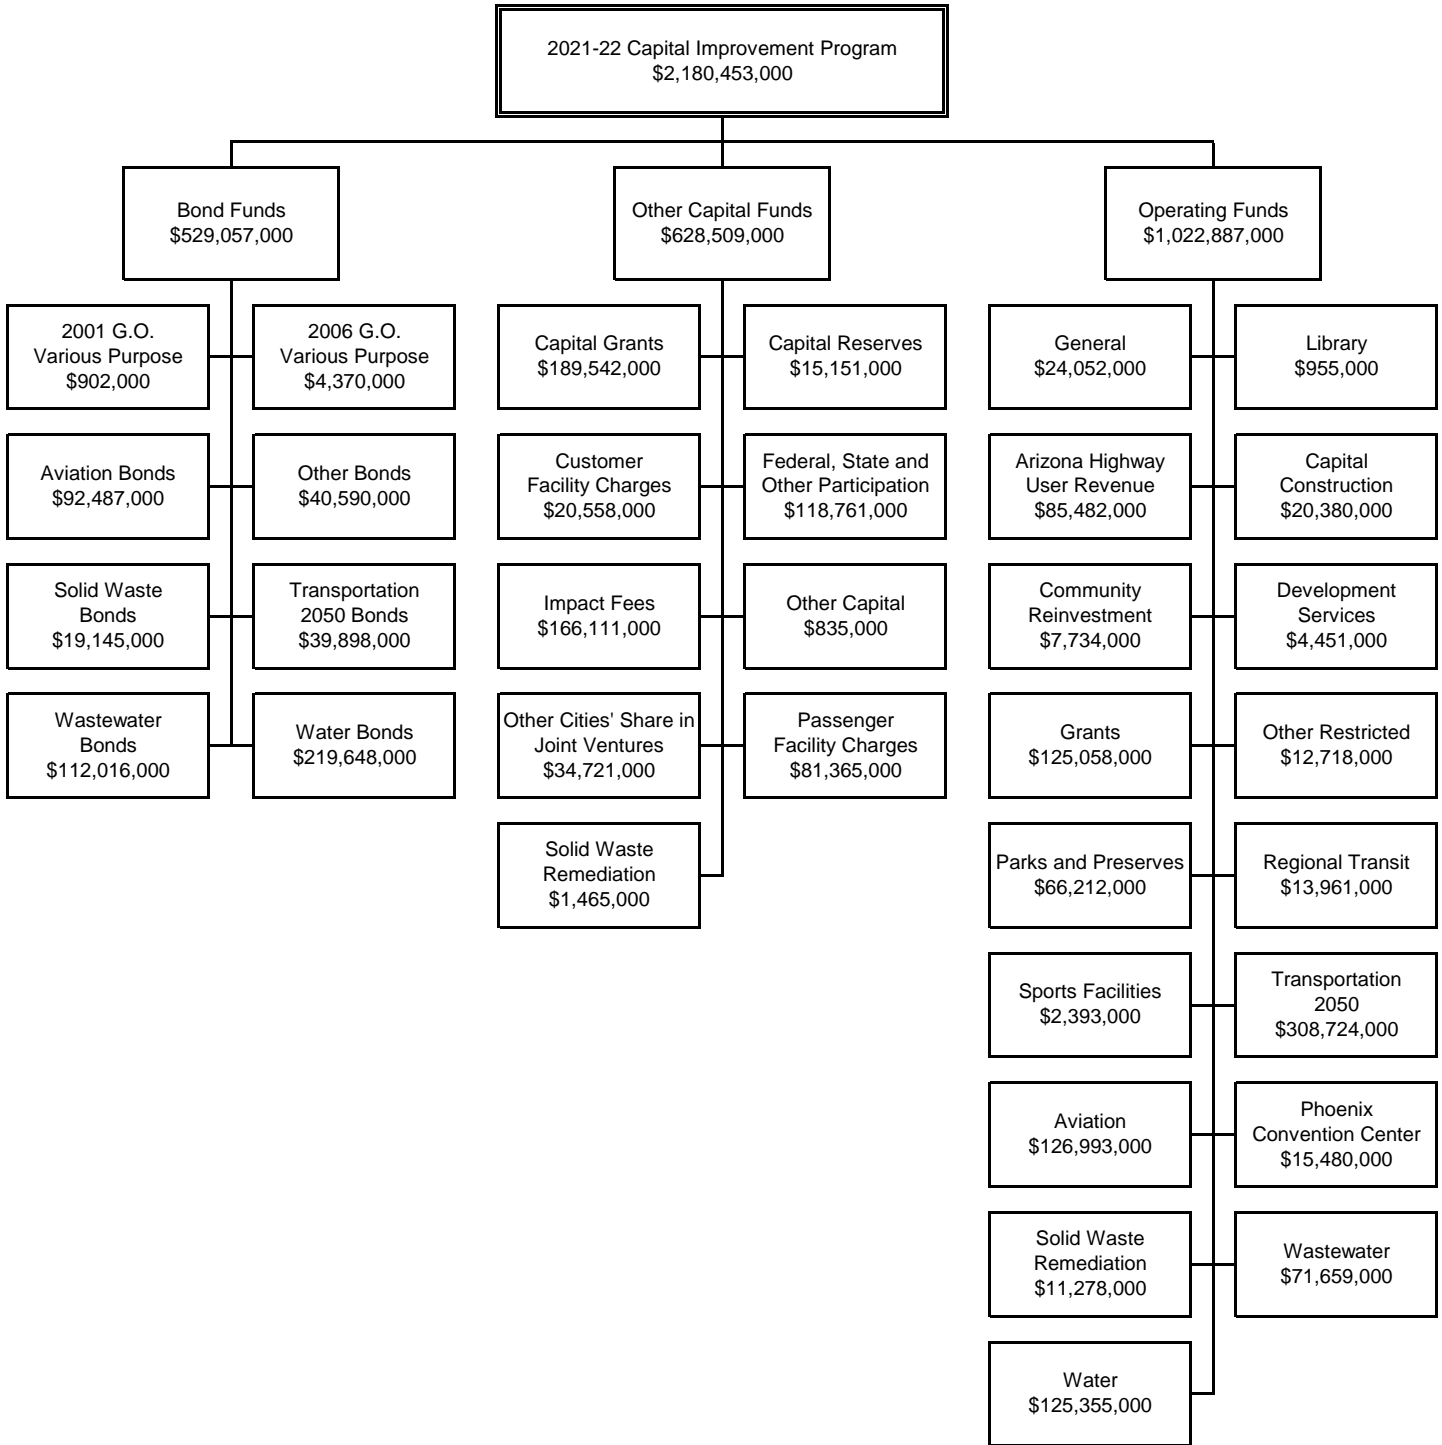 2021-22 Capital Improvement Program
$2,180,453,000
Bond Funds
$529,057,000
Other Capital Funds
$628,509,000
Operating Funds
$1,022,887,000
2001 G.O.
Various Purpose
$902,000
2006 G.O.
Various Purpose
$4,370,000
Aviation Bonds
$92,487,000
Other Bonds
$40,590,000
Solid Waste
Bonds
$19,145,000
Transportation
2050 Bonds
$39,898,000
Wastewater
Bonds
$112,016,000
Water Bonds
$219,648,000
Capital Grants
$189,542,000
Capital Reserves
$15,151,000
Customer
Facility Charges
$20,558,000
Federal, State and
Other Participation
$118,761,000
Impact Fees
$166,111,000
Other Capital
$835,000
Other Cities' Share in
Joint Ventures
$34,721,000
Passenger
Facility Charges
$81,365,000
Solid Waste
Remediation
$1,465,000
General
$24,052,000
Library
$955,000
Arizona Highway
User Revenue
$85,482,000
Capital
Construction
$20,380,000
Community
Reinvestment
$7,734,000
Development
Services
$4,451,000
Grants
$125,058,000
Other Restricted
$12,718,000
Parks and Preserves
$66,212,000
Regional Transit
$13,961,000
Sports Facilities
$2,393,000
Transportation
2050
$308,724,000
Aviation
$126,993,000
Phoenix
Convention Center
$15,480,000
Solid Waste
Remediation
$11,278,000
Wastewater
$71,659,000
Water
$125,355,000